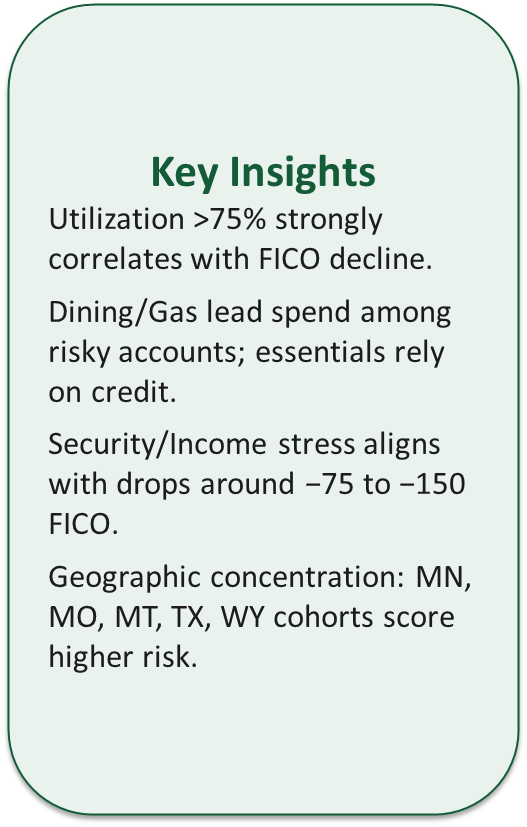 Key Insights
Utilization >75% strongly
correlates with FICO decline.
Dining/Gas lead spend among
risky accounts; essentials rely
on credit.
Security/Income stress aligns
with drops around −75 to −150
FICO.
Geographic concentration: MN,
MO, MT, TX, WY cohorts score
higher risk.